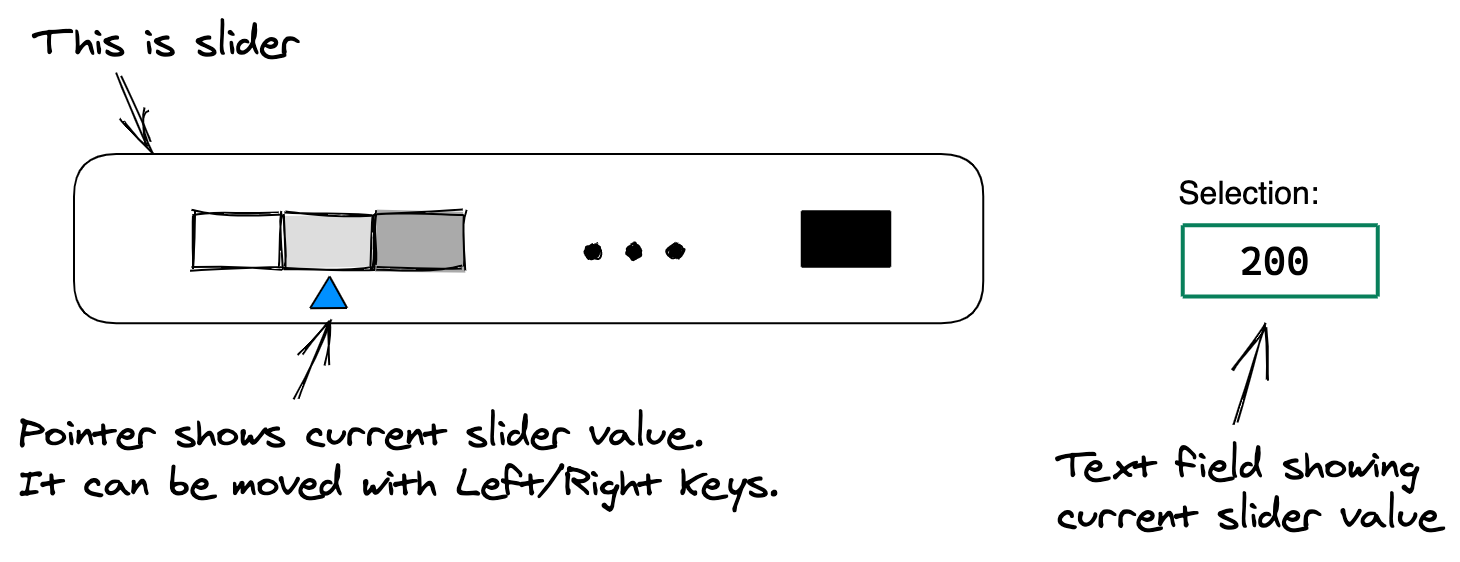 This is slider
Selection:
200
Pointer shows current slider value.
It can be moved with Left/Right Keys.
Text field showing
current slider value